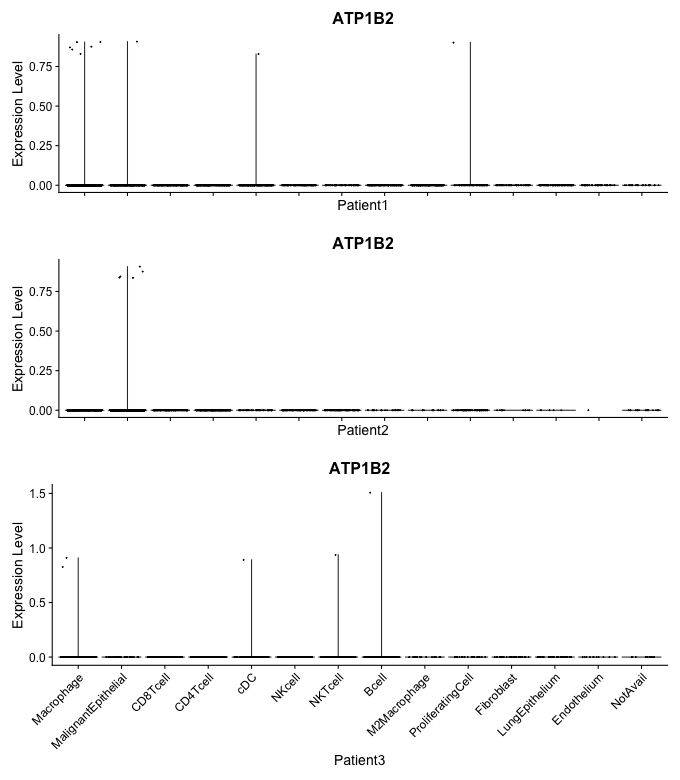 ATP1B2
Expression Level
0.75
0.50
0.25
0.00
Patient1
ATP1B2
Expression Level
0.75
0.50
0.25
0.00
Patient2
ATP1B2
Expression Level
1.5
1.0
0.5
0.0
Macrophage
MalignantEpithelial
CD8Tcell
CD4Tcell
cDC
NKcell
NKTcell
Bcell
M2Macrophage
ProliferatingCell
Fibroblast
LungEpithelium
Endothelium
NotAvail
Patient3